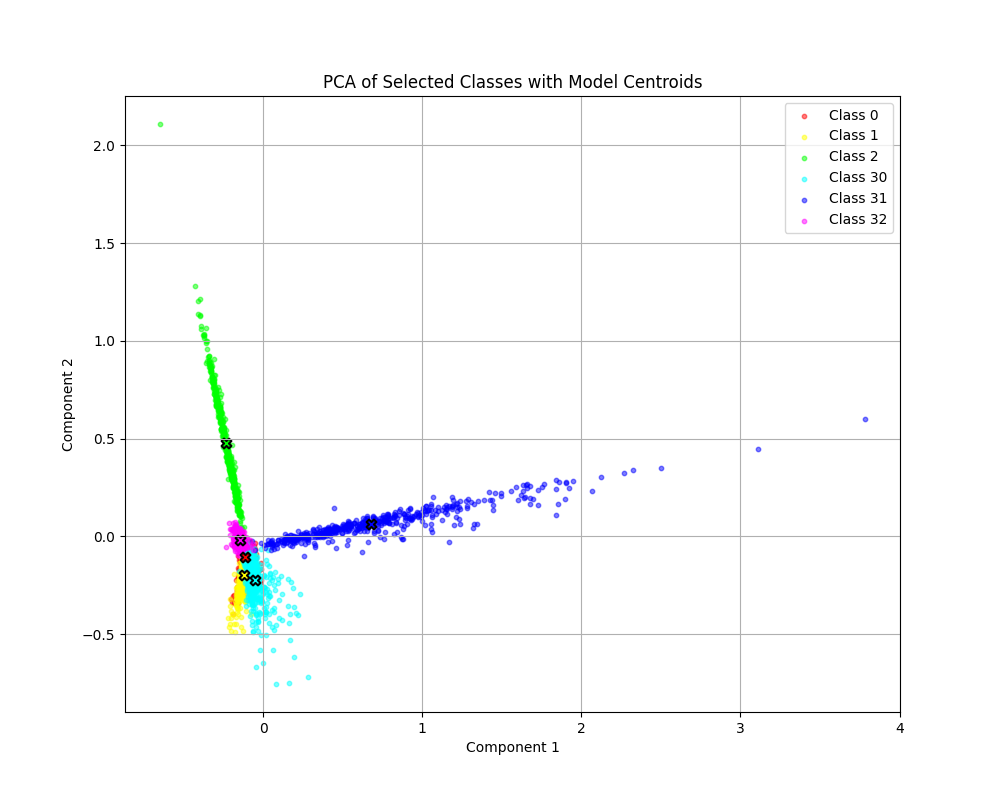 PCA of Selected Classes with Model Centroids
Class 0
Class 1
Class 2
Class 30
Class 31
Class 32
2.0
1.5
1.0
0.5
0.0
−0.5
Component 2
0
1
2
3
4
Component 1